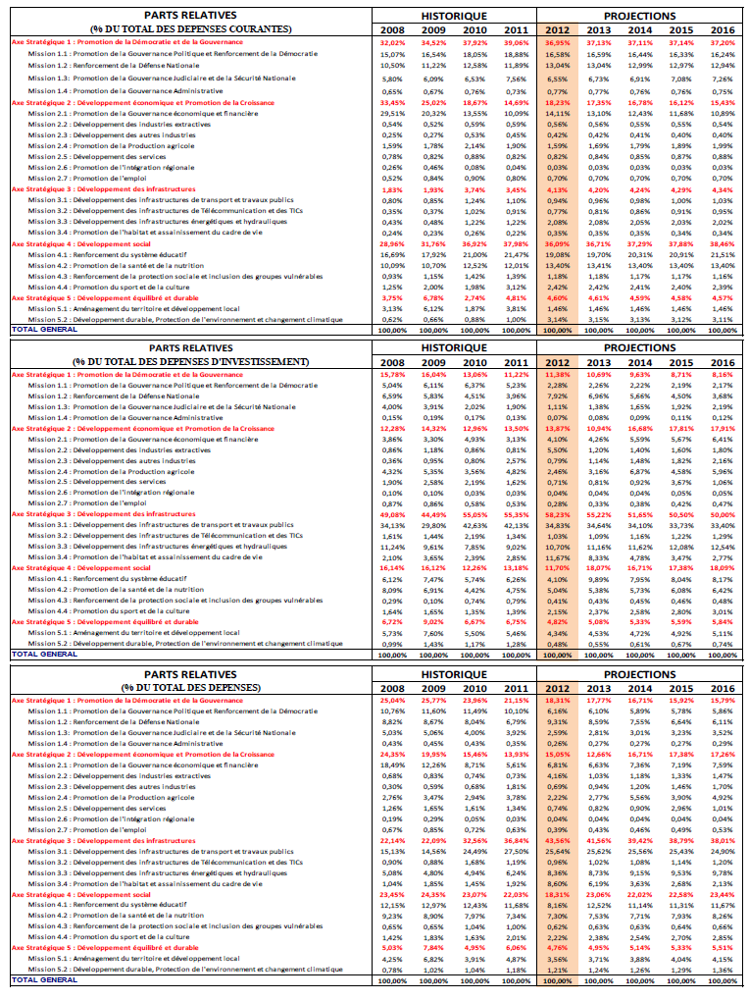 PARTS RELATIVES HISTORIQUE PROJECTIONS
(% DU TOTAL DES DEPENSES COURANTES) 2008 2009 2010 2011 2012 2013 2014 2015 2016
Axe Stratégique 1 : Promotion de la Démocratie et de la Gouvernance 32,02% 34,52% 37,92% 39,06% 36,95% 37,13% 37,11% 37,14% 37,20%
Mission 1.1 : Promotion de la Gouvernance Politique et Renforcement de la Démocratie 15,07% 16,54% 18,05% 18,88% 16,58% 16,59% 16,44% 16,33% 16,24%
Mission 1.2 : Renforcement de la Défense Nationale 10,50% 11,22% 12,58% 11,89% 13,04% 13,04% 12,99% 12,97% 12,94%
Mission 1.3: Promotion de la Gouvernance Judiciaire et de la Sécurité Nationale 5,80% 6,09% 6,53% 7,56% 6,55% 6,73% 6,91% 7,08% 7,26%
Mission 1.4 : Promotion de la Gouvernance Administrative 0,65% 0,67% 0,76% 0,73% 0,77% 0,77% 0,76% 0,76% 0,75%
Axe Stratégique 2 : Développement économique et Promotion de la Croissance 33,45% 25,02% 18,67% 14,69% 18,23% 17,35% 16,78% 16,12% 15,43%
Mission 2.1 : Promotion de la Gouvernance économique et financière 29,51% 20,32% 13,55% 10,09% 14,11% 13,10% 12,43% 11,68% 10,89%
Mission 2.2 : Développement des industries extractives 0,54% 0,52% 0,59% 0,59% 0,56% 0,56% 0,55% 0,55% 0,54%
Mission 2.3 : Développement des autres industries 0,25% 0,27% 0,53% 0,45% 0,42% 0,42% 0,41% 0,40% 0,40%
Mission 2.4 : Promotion de la Production agricole 1,59% 1,78% 2,14% 1,90% 1,59% 1,69% 1,79% 1,89% 1,99%
Mission 2.5 : Développement des services 0,78% 0,82% 0,88% 0,82% 0,82% 0,84% 0,85% 0,87% 0,88%
Mission 2.6 : Promotion de l'Intégration régionale 0,26% 0,46% 0,08% 0,04% 0,03% 0,03% 0,03% 0,03% 0,03%
Mission 2.7 : Promotion de l'emploi 0,52% 0,84% 0,90% 0,80% 0,70% 0,70% 0,70% 0,70% 0,70%
Axe Stratégique 3 : Développement des infrastructures 1,83% 1,93% 3,74% 3,45% 4,13% 4,20% 4,24% 4,29% 4,34%
Mission 3.1 : Développement des infrastructures de transport et travaux publics 0,80% 0,85% 1,24% 1,10% 0,94% 0,96% 0,98% 1,00% 1,03%
Mission 3.2 : Développement des infrastructures de Télécommunication et des TICs 0,35% 0,37% 1,02% 0,91% 0,77% 0,81% 0,86% 0,91% 0,95%
Mission 3.3 : Développement des infrastructures énergétiques et hydrauliques 0,43% 0,48% 1,22% 1,22% 2,08% 2,08% 2,05% 2,03% 2,02%
Mission 3.4 : Promotion de l'habitat et assainissement du cadre de vie 0,24% 0,23% 0,26% 0,22% 0,35% 0,35% 0,35% 0,34% 0,34%
Axe Stratégique 4 : Développement social 28,96% 31,76% 36,92% 37,98% 36,09% 36,71% 37,29% 37,88% 38,46%
Mission 4.1 : Renforcement du système éducatif 16,69% 17,92% 21,00% 21,47% 19,08% 19,70% 20,31% 20,91% 21,51%
Mission 4.2 : Promotion de la santé et de la nutrition 10,09% 10,70% 12,52% 12,01% 13,40% 13,41% 13,40% 13,40% 13,40%
Mission 4.3 : Renforcement de la protection sociale et inclusion des groupes vulnérables 0,93% 1,15% 1,42% 1,39% 1,18% 1,18% 1,17% 1,17% 1,16%
Mission 4.4 : Promotion du sport et de la culture 1,25% 2,00% 1,98% 3,12% 2,42% 2,42% 2,41% 2,40% 2,39%
Axe Stratégique 5 : Développement équilibré et durable 3,75% 6,78% 2,74% 4,81% 4,60% 4,61% 4,59% 4,58% 4,57%
Mission 5.1 : Aménagement du territoire et développement local 3,13% 6,12% 1,87% 3,81% 1,46% 1,46% 1,46% 1,46% 1,46%
Mission 5.2 : Développement durable, Protection de l'environnement et changement climatique 0,62% 0,66% 0,88% 1,00% 3,14% 3,15% 3,13% 3,12% 3,11%
TOTAL GENERAL 100,00% 100,00% 100,00% 100,00% 100,00% 100,00% 100,00% 100,00% 100,00%
PARTS RELATIVES HISTORIQUE PROJECTIONS
(% DU TOTAL DES DEPENSES D'INVESTISSEMENT) 2008 2009 2010 2011 2012 2013 2014 2015 2016
Axe Stratégique 1 : Promotion de la Démocratie et de la Gouvernance 15,78% 16,04% 13,06% 11,22% 11,38% 10,69% 9,63% 8,71% 8,16%
Mission 1.1 : Promotion de la Gouvernance Politique et Renforcement de la Démocratie 5,04% 6,11% 6,37% 5,23% 2,28% 2,26% 2,22% 2,19% 2,17%
Mission 1.2 : Renforcement de la Défense Nationale 6,59% 5,83% 4,51% 3,96% 7,92% 6,96% 5,66% 4,50% 3,68%
Mission 1.3: Promotion de la Gouvernance Judiciaire et de la Sécurité Nationale 4,00% 3,91% 2,02% 1,90% 1,11% 1,38% 1,65% 1,92% 2,19%
Mission 1.4 : Promotion de la Gouvernance Administrative 0,15% 0,19% 0,17% 0,13% 0,07% 0,08% 0,09% 0,11% 0,12%
Axe Stratégique 2 : Développement économique et Promotion de la Croissance 12,28% 14,32% 12,96% 13,50% 13,87% 10,94% 16,68% 17,81% 17,91%
Mission 2.1 : Promotion de la Gouvernance économique et financière 3,86% 3,30% 4,93% 3,13% 4,10% 4,26% 5,59% 5,67% 6,41%
Mission 2.2 : Développement des industries extractives 0,86% 1,18% 0,86% 0,81% 5,50% 1,20% 1,40% 1,60% 1,80%
Mission 2.3 : Développement des autres industries 0,36% 0,95% 0,80% 2,57% 0,79% 1,14% 1,48% 1,82% 2,16%
Mission 2.4 : Promotion de la Production agricole 4,32% 5,35% 3,56% 4,82% 2,46% 3,16% 6,87% 4,58% 5,96%
Mission 2.5 : Développement des services 1,90% 2,58% 2,19% 1,62% 0,71% 0,81% 0,92% 3,67% 1,06%
Mission 2.6 : Promotion de l'Intégration régionale 0,10% 0,10% 0,03% 0,03% 0,04% 0,04% 0,04% 0,05% 0,05%
Mission 2.7 : Promotion de l'emploi 0,87% 0,86% 0,58% 0,53% 0,28% 0,33% 0,38% 0,42% 0,47%
Axe Stratégique 3 : Développement des infrastructures 49,08% 44,49% 55,05% 55,35% 58,23% 55,22% 51,65% 50,50% 50,00%
Mission 3.1 : Développement des infrastructures de transport et travaux publics 34,13% 29,80% 42,63% 42,13% 34,83% 34,64% 34,10% 33,73% 33,40%
Mission 3.2 : Développement des infrastructures de Télécommunication et des TICs 1,61% 1,44% 2,19% 1,34% 1,03% 1,09% 1,16% 1,22% 1,29%
Mission 3.3 : Développement des infrastructures énergétiques et hydrauliques 11,24% 9,61% 7,85% 9,02% 10,70% 11,16% 11,62% 12,08% 12,54%
Mission 3.4 : Promotion de l'habitat et assainissement du cadre de vie 2,10% 3,65% 2,39% 2,85% 11,67% 8,33% 4,78% 3,47% 2,77%
Axe Stratégique 4 : Développement social 16,14% 16,12% 12,26% 13,18% 11,70% 18,07% 16,71% 17,38% 18,09%
Mission 4.1 : Renforcement du système éducatif 6,12% 7,47% 5,74% 6,26% 4,10% 9,89% 7,95% 8,04% 8,17%
Mission 4.2 : Promotion de la santé et de la nutrition 8,09% 6,91% 4,42% 4,75% 5,04% 5,38% 5,73% 6,08% 6,42%
Mission 4.3 : Renforcement de la protection sociale et inclusion des groupes vulnérables 0,29% 0,10% 0,74% 0,79% 0,41% 0,43% 0,45% 0,46% 0,48%
Mission 4.4 : Promotion du sport et de la culture 1,64% 1,65% 1,35% 1,39% 2,15% 2,37% 2,58% 2,80% 3,01%
Axe Stratégique 5 : Développement équilibré et durable 6,72% 9,02% 6,67% 6,75% 4,82% 5,08% 5,33% 5,59% 5,84%
Mission 5.1 : Aménagement du territoire et développement local 5,73% 7,60% 5,50% 5,46% 4,34% 4,53% 4,72% 4,92% 5,11%
Mission 5.2 : Développement durable, Protection de l'environnement et changement climatique 0,99% 1,43% 1,17% 1,28% 0,48% 0,55% 0,61% 0,67% 0,74%
TOTAL GENERAL 100,00% 100,00% 100,00% 100,00% 100,00% 100,00% 100,00% 100,00% 100,00%
PARTS RELATIVES HISTORIQUE PROJECTIONS
(% DU TOTAL DES DEPENSES) 2008 2009 2010 2011 2012 2013 2014 2015 2016
Axe Stratégique 1 : Promotion de la Démocratie et de la Gouvernance 25,04% 25,77% 23,96% 21,15% 18,31% 17,77% 16,71% 15,92% 15,79%
Mission 1.1 : Promotion de la Gouvernance Politique et Renforcement de la Démocratie 10,76% 11,60% 11,49% 10,10% 6,16% 6,10% 5,89% 5,78% 5,86%
Mission 1.2 : Renforcement de la Défense Nationale 8,82% 8,67% 8,04% 6,79% 9,31% 8,59% 7,55% 6,64% 6,11%
Mission 1.3: Promotion de la Gouvernance Judiciaire et de la Sécurité Nationale 5,03% 5,06% 4,00% 3,92% 2,59% 2,81% 3,01% 3,23% 3,52%
Mission 1.4 : Promotion de la Gouvernance Administrative 0,43% 0,45% 0,43% 0,35% 0,26% 0,27% 0,27% 0,27% 0,29%
Axe Stratégique 2 : Développement économique et Promotion de la Croissance 24,35% 19,95% 15,46% 13,93% 15,05% 12,66% 16,71% 17,38% 17,26%
Mission 2.1 : Promotion de la Gouvernance économique et financière 18,49% 12,26% 8,71% 5,61% 6,81% 6,63% 7,36% 7,19% 7,59%
Mission 2.2 : Développement des industries extractives 0,68% 0,83% 0,74% 0,73% 4,16% 1,03% 1,18% 1,33% 1,47%
Mission 2.3 : Développement des autres industries 0,30% 0,59% 0,68% 1,81% 0,69% 0,94% 1,20% 1,46% 1,70%
Mission 2.4 : Promotion de la Production agricole 2,76% 3,47% 2,94% 3,78% 2,22% 2,77% 5,56% 3,90% 4,92%
Mission 2.5 : Développement des services 1,26% 1,65% 1,61% 1,34% 0,74% 0,82% 0,90% 2,96% 1,01%
Mission 2.6 : Promotion de l'Intégration régionale 0,19% 0,29% 0,05% 0,03% 0,04% 0,04% 0,04% 0,04% 0,04%
Mission 2.7 : Promotion de l'emploi 0,67% 0,85% 0,72% 0,63% 0,39% 0,43% 0,46% 0,49% 0,53%
Axe Stratégique 3 : Développement des infrastructures 22,14% 22,09% 32,56% 36,84% 43,56% 41,56% 39,42% 38,79% 38,01%
Mission 3.1 : Développement des infrastructures de transport et travaux publics 15,13% 14,56% 24,49% 27,50% 25,64% 25,62% 25,56% 25,43% 24,90%
Mission 3.2 : Développement des infrastructures de Télécommunication et des TICs 0,90% 0,88% 1,68% 1,19% 0,96% 1,02% 1,08% 1,14% 1,20%
Mission 3.3 : Développement des infrastructures énergétiques et hydrauliques 5,08% 4,80% 4,94% 6,24% 8,36% 8,73% 9,15% 9,53% 9,78%
Mission 3.4 : Promotion de l'habitat et assainissement du cadre de vie 1,04% 1,85% 1,45% 1,92% 8,60% 6,19% 3,63% 2,68% 2,13%
Axe Stratégique 4 : Développement social 23,45% 24,35% 23,07% 22,03% 18,31% 23,06% 22,02% 22,58% 23,44%
Mission 4.1 : Renforcement du système éducatif 12,15% 12,97% 12,43% 11,68% 8,16% 12,52% 11,14% 11,31% 11,67%
Mission 4.2 : Promotion de la santé et de la nutrition 9,23% 8,90% 7,97% 7,34% 7,30% 7,53% 7,71% 7,93% 8,26%
Mission 4.3 : Renforcement de la protection sociale et inclusion des groupes vulnérables 0,65% 0,65% 1,04% 1,00% 0,62% 0,63% 0,63% 0,64% 0,66%
Mission 4.4 : Promotion du sport et de la culture 1,42% 1,83% 1,63% 2,01% 2,22% 2,38% 2,54% 2,70% 2,85%
Axe Stratégique 5 : Développement équilibré et durable 5,03% 7,84% 4,95% 6,06% 4,76% 4,95% 5,14% 5,33% 5,51%
Mission 5.1 : Aménagement du territoire et développement local 4,25% 6,82% 3,91% 4,87% 3,56% 3,71% 3,88% 4,04% 4,15%
Mission 5.2 : Développement durable, Protection de l'environnement et changement climatique 0,78% 1,02% 1,04% 1,18% 1,21% 1,24% 1,26% 1,29% 1,36%
TOTAL GENERAL 100,00% 100,00% 100,00% 100,00% 100,00% 100,00% 100,00% 100,00% 100,00%